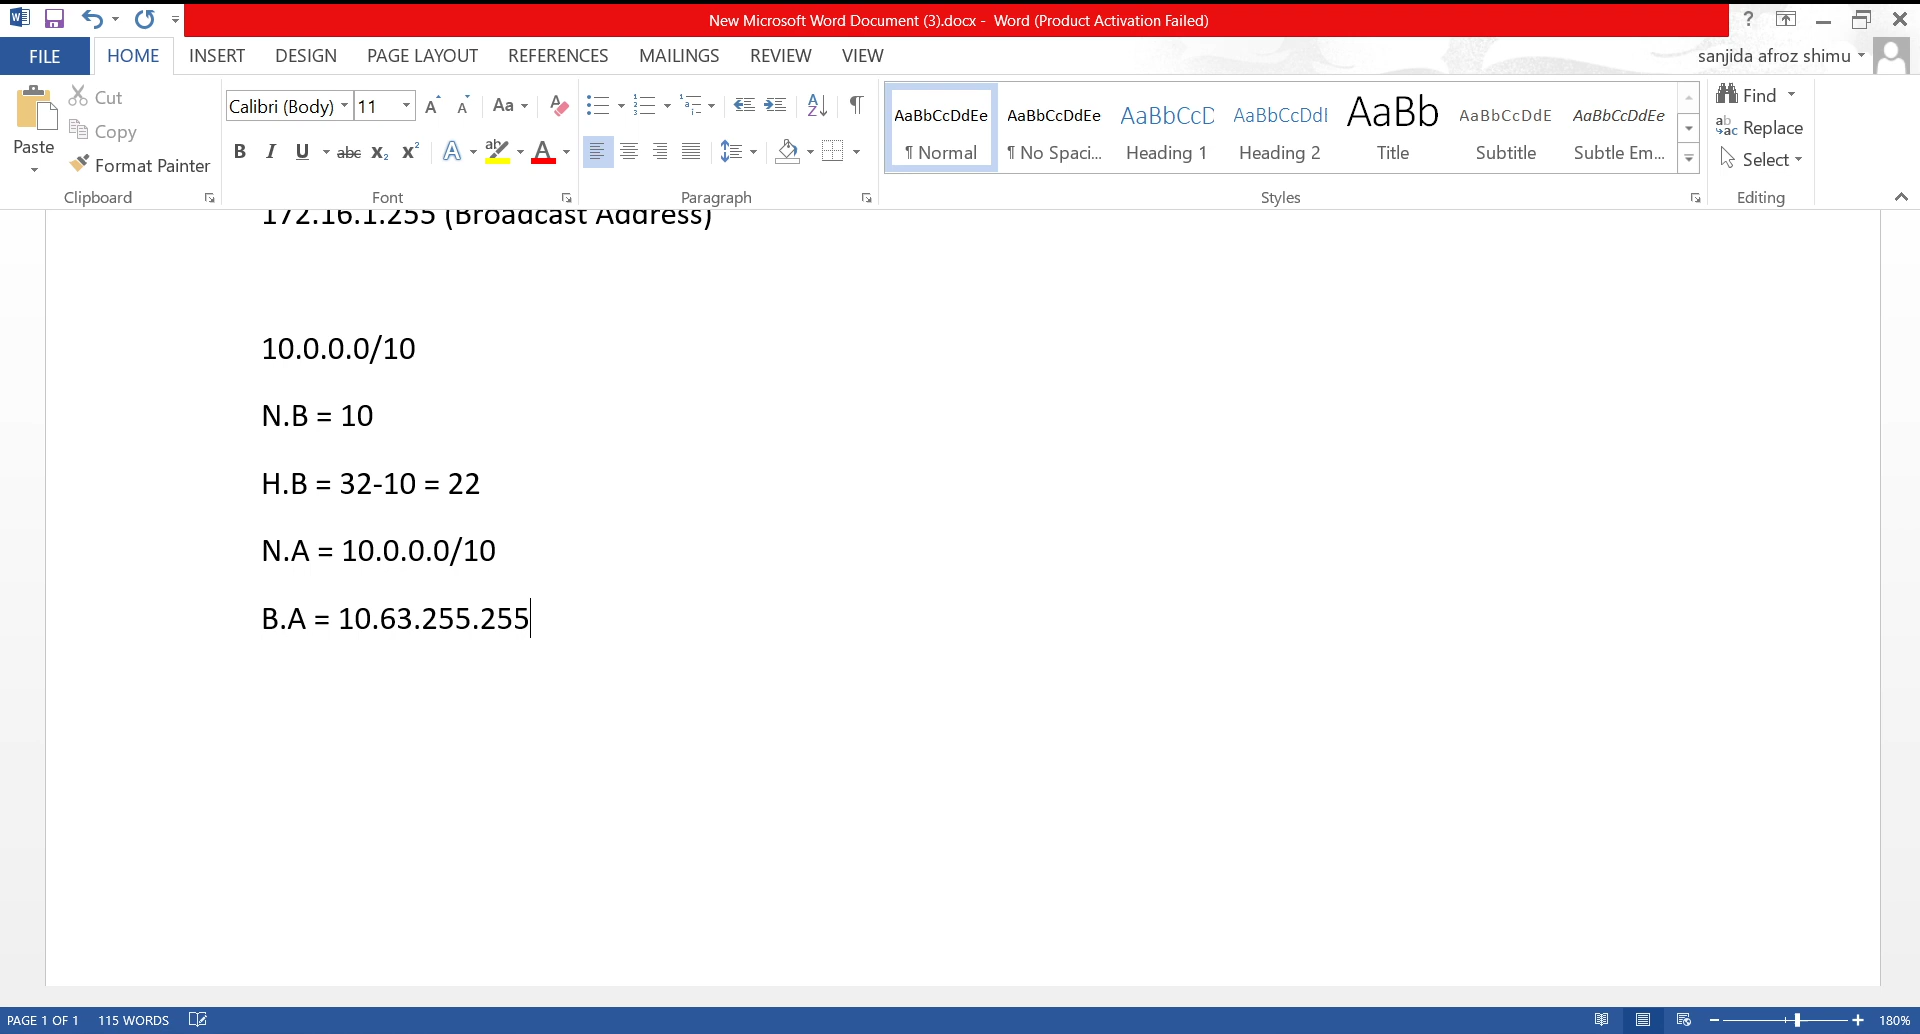 New Microsoft Word Document (3).docx - Word (Product Activation Failed)
?
FILE HOME INSERT DESIGN PAGE LAYOUT REFERENCES MAILINGS REVIEW VIEW
sanjida afroz shimu
Paste
Cut
Copy
Format Painter
Clipboard
Calibri (Body) 11
Aa
B I U abc X₂ X²
A A
Font
Paragraph
AaBbCcDdEe AaBbCcDdEe AaBbCcD AaBbCcDdI AaBb AaBbCcDdE AaBbCcDdEe
¶ Normal ¶ No Spaci... Heading 1 Heading 2 Title Subtitle Subtle Em...
Styles
Find
Replace
Select
Editing
172.16.1.255 (Broadcast Address)
10.0.0.0/10
N.B = 10
H.B = 32-10 = 22
N.A = 10.0.0.0/10
B.A = 10.63.255.255
PAGE 1 OF 1 115 WORDS
180%